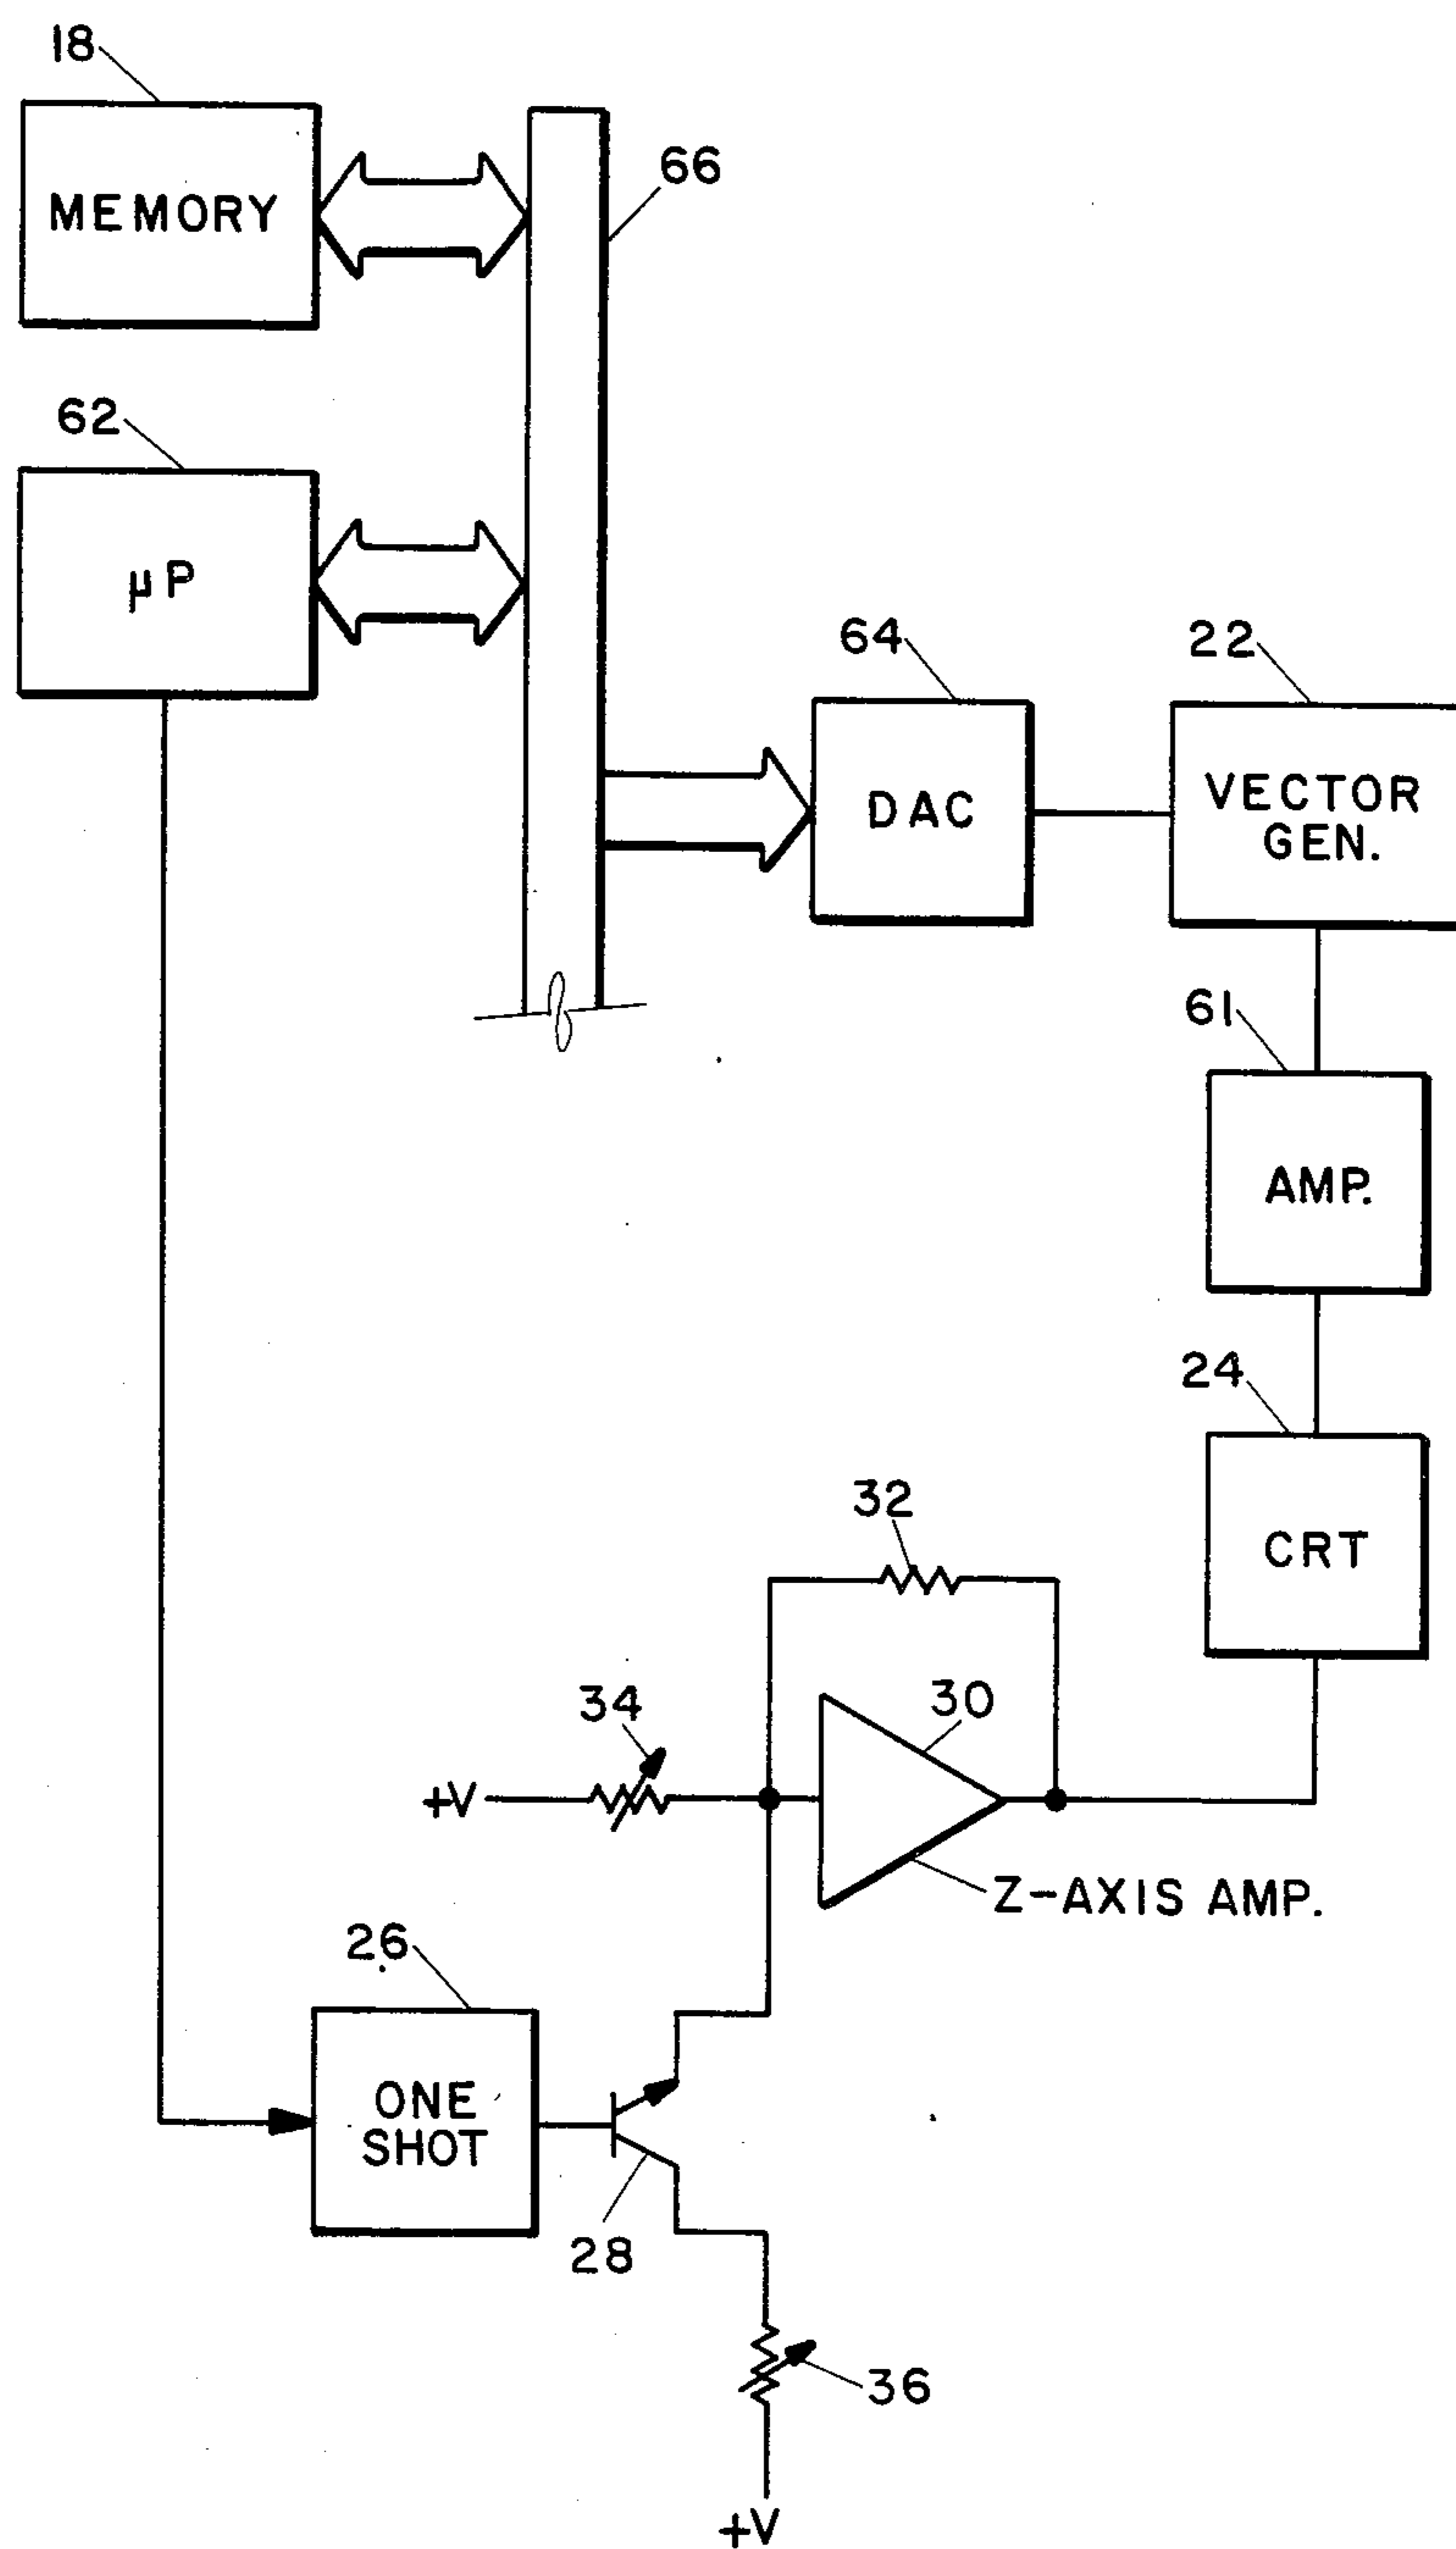 18
MEMORY
66
62
μP
64
DAC
22
VECTOR
GEN.
61
AMP.
24
CRT
32
34
+V
30
Z-AXIS AMP.
26
ONE
SHOT
28
36
+V